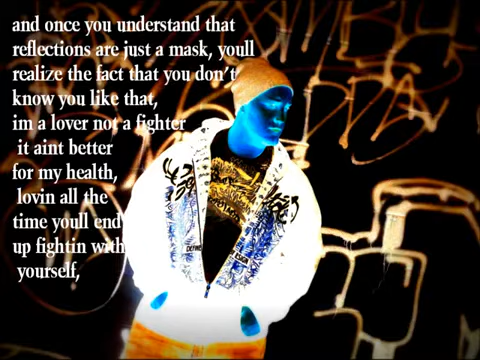 and once you understand that
reflections are just a mask, youll
realize the fact that you don't
know you like that,
im a lover not a fighter
it aint better
for my health,
lovin all the
time youll end
up fightin with
yourself,